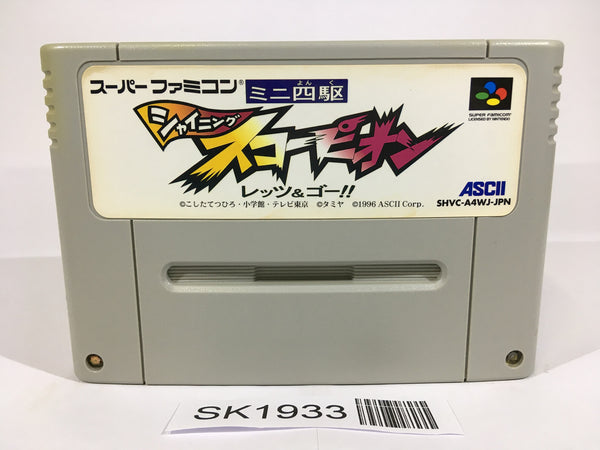 スーパーファミコン®
ミニ四駆
よんく
シャイニング
スコーピオン
レッツ&ゴー!!
©こしたてつひろ・小学館・テレビ東京 ©タミヤ ©1996 ASCII Corp.
SUPER FAMICOM
LICENSED BY NINTENDO
ASCII
SHVC-A4WJ-JPN
SK1933